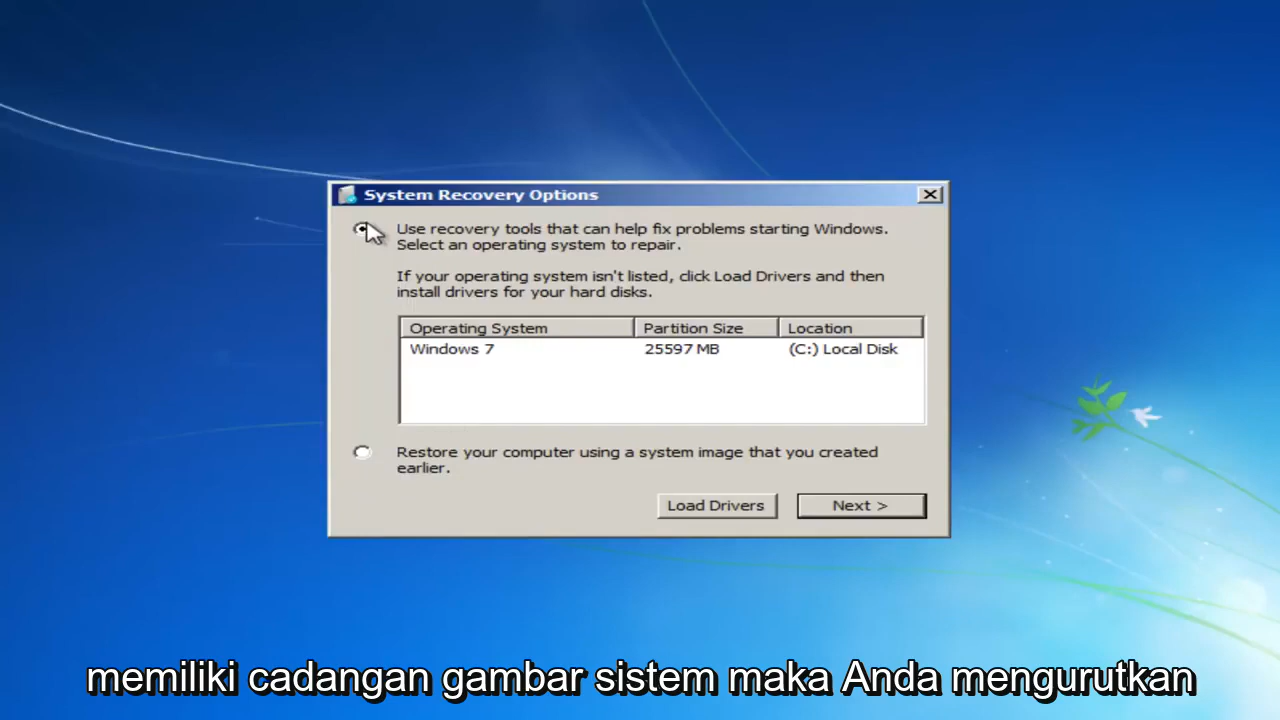 System Recovery Options
Use recovery tools that can help fix problems starting Windows.
Select an operating system to repair.
If your operating system isn't listed, click Load Drivers and then
install drivers for your hard disks.
Operating System Partition Size Location
Windows 7 25597 MB (C:) Local Disk
Restore your computer using a system image that you created
earlier.
Load Drivers Next >
memiliki cadangan gambar sistem maka Anda mengurutkan